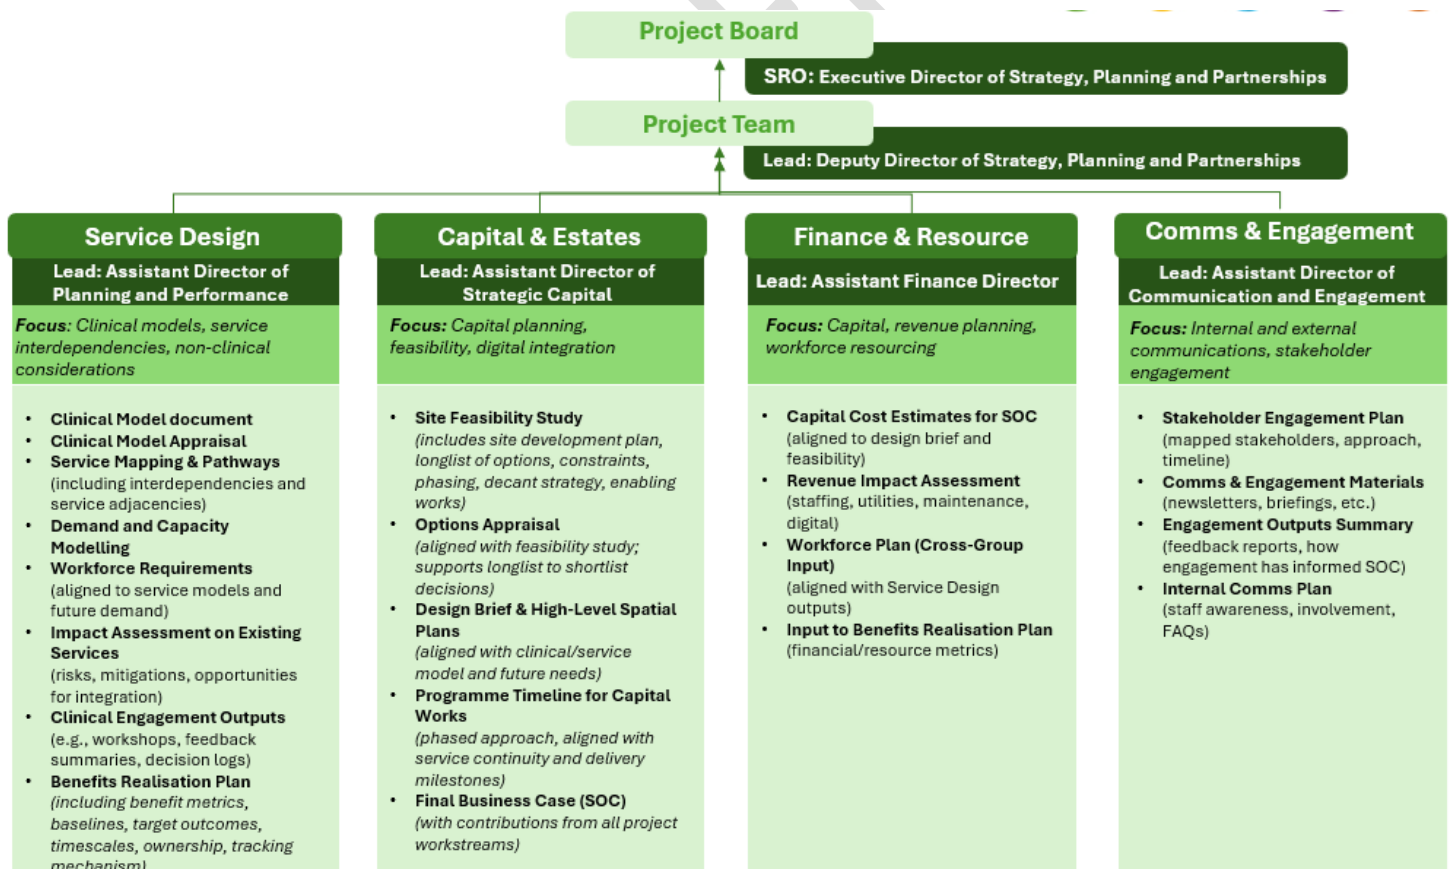 Project Board
SRO: Executive Director of Strategy, Planning and Partnerships
Project Team
Lead: Deputy Director of Strategy, Planning and Partnerships
Service Design
Lead: Assistant Director of
Planning and Performance
Focus: Clinical models, service
interdependencies, non-clinical
considerations
• Clinical Model document
• Clinical Model Appraisal
• Service Mapping & Pathways
(including interdependencies and
service adjacencies)
• Demand and Capacity
Modelling
• Workforce Requirements
(aligned to service models and
future demand)
• Impact Assessment on Existing
Services
(risks, mitigations, opportunities
for integration)
• Clinical Engagement Outputs
(e.g., workshops, feedback
summaries, decision logs)
• Benefits Realisation Plan
(including benefit metrics,
baselines, target outcomes,
timescales, ownership, tracking
mechanism)
Capital & Estates
Lead: Assistant Director of
Strategic Capital
Focus: Capital planning,
feasibility, digital integration
• Site Feasibility Study
(includes site development plan,
longlist of options, constraints,
phasing, decant strategy, enabling
works)
• Options Appraisal
(aligned with feasibility study;
supports longlist to shortlist
decisions)
• Design Brief & High-Level Spatial
Plans
(aligned with clinical/service
model and future needs)
• Programme Timeline for Capital
Works
(phased approach, aligned with
service continuity and delivery
milestones)
• Final Business Case (SOC)
(with contributions from all project
workstreams)
Finance & Resource
Lead: Assistant Finance Director
Focus: Capital, revenue planning,
workforce resourcing
• Capital Cost Estimates for SOC
(aligned to design brief and
feasibility)
• Revenue Impact Assessment
(staffing, utilities, maintenance,
digital)
• Workforce Plan (Cross-Group
Input)
(aligned with Service Design
outputs)
• Input to Benefits Realisation Plan
(financial/resource metrics)
Comms & Engagement
Lead: Assistant Director of
Communication and Engagement
Focus: Internal and external
communications, stakeholder
engagement
• Stakeholder Engagement Plan
(mapped stakeholders, approach,
timeline)
• Comms & Engagement Materials
(newsletters, briefings, etc.)
• Engagement Outputs Summary
(feedback reports, how
engagement has informed SOC)
• Internal Comms Plan
(staff awareness, involvement,
FAQs)